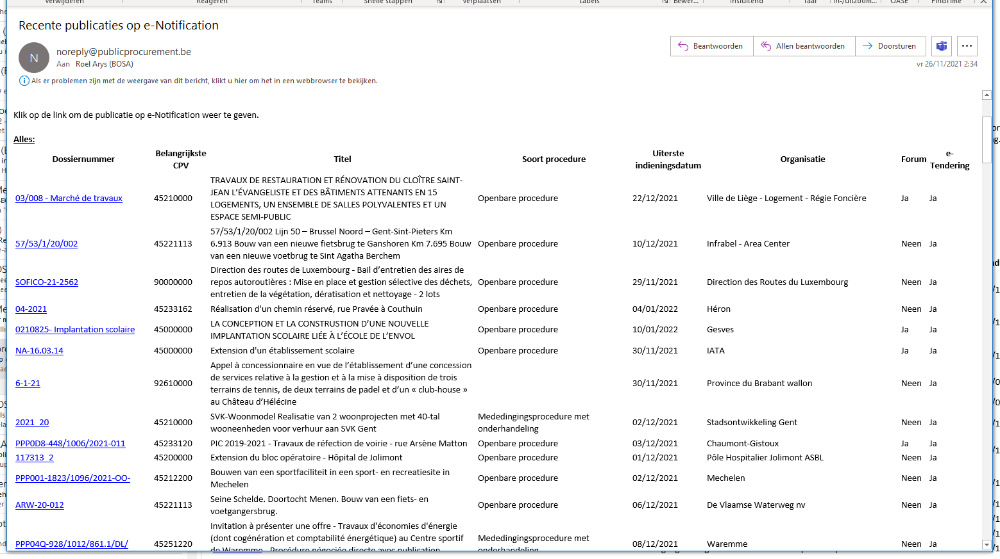 Verwijderen Reageren Teams Snelle stappen Verplaatsen Labels Bewer... Insluitend Taal In-/uitzoom... OASE FindTime
Recente publicaties op e-Notification
N
noreply@publicprocurement.be
Aan Roel Arys (BOSA)
Beantwoorden Allen beantwoorden Doorsturen
vr 26/11/2021 2:34
Als er problemen zijn met de weergave van dit bericht, klikt u hier om het in een webbrowser te bekijken.
Klik op de link om de publicatie op e-Notification weer te geven.
Alles:
Dossiernummer Belangrijkste CPV Titel Soort procedure Uiterste indieningsdatum Organisatie Forum e-Tendering
TRAVAUX DE RESTAURATION ET RÉNOVATION DU CLOÎTRE SAINT-
JEAN L’ÉVANGELISTE ET DES BÂTIMENTS ATTENANTS EN 15
03/008 - Marché de travaux 45210000 LOGEMENTS, UN ENSEMBLE DE SALLES POLYVALENTES ET UN Openbare procedure 22/12/2021 Ville de Liège - Logement - Régie Foncière Ja Ja
ESPACE SEMI-PUBLIC
57/53/1/20/002 Lijn 50 – Brussel Noord – Gent-Sint-Pieters Km
57/53/1/20/002 45221113 6.913 Bouw van een nieuwe fietsbrug te Ganshoren Km 7.695 Bouw Openbare procedure 10/12/2021 Infrabel - Area Center Neen Ja
van een nieuwe voetbrug te Sint Agatha Berchem
Direction des routes de Luxembourg - Bail d’entretien des aires de
SOFICO-21-2562 90000000 repos autoroutières : Mise en place et gestion sélective des déchets, Openbare procedure 29/11/2021 Direction des Routes du Luxembourg Neen Ja
entretien de la végétation, dératisation et nettoyage - 2 lots
04-2021 45233162 Réalisation d'un chemin réservé, rue Pravée à Couthuin Openbare procedure 04/01/2022 Héron Neen Ja
LA CONCEPTION ET LA CONSTRUSTION D’UNE NOUVELLE
0210825- Implantation scolaire 45000000 IMPLANTATION SCOLAIRE LIÉE À L’ÉCOLE DE L’ENVOL Openbare procedure 10/01/2022 Gesves Ja Ja
NA-16.03.14 45000000 Extension d'un établissement scolaire Openbare procedure 30/11/2021 IATA Ja Ja
Appel à concessionnaire en vue de l’établissement d’une concession
de services relative à la gestion et à la mise à disposition de trois
6-1-21 92610000 terrains de tennis, de deux terrains de padel et d’un « club-house » 30/11/2021 Province du Brabant wallon Neen Ja
au Château d’Hélécine
SVK-Woonmodel Realisatie van 2 woonprojecten met 40-tal Mededingingsprocedure met
2021_20 45210000 wooneenheden voor verhuur aan SVK Gent onderhandeling 02/12/2021 Stadsontwikkeling Gent Neen Ja
PPP0D8-448/1006/2021-011 45233120 PIC 2019-2021 - Travaux de réfection de voirie - rue Arsène Matton Openbare procedure 03/12/2021 Chaumont-Gistoux Ja Ja
117313_2 45200000 Extension du bloc opératoire - Hôpital de Jolimont Openbare procedure 01/12/2021 Pôle Hospitalier Jolimont ASBL Neen Ja
Bouwen van een sportfaciliteit in een sport- en recreatiesite in
PPP001-1823/1096/2021-OO- 45212200 Mechelen Openbare procedure 02/12/2021 Mechelen Neen Ja
Seine Schelde. Doortocht Menen. Bouw van een fiets- en
ARW-20-012 45221113 voetgangersbrug. Openbare procedure 06/12/2021 De Vlaamse Waterweg nv Neen Ja
Invitation à présenter une offre - Travaux d'économies d'énergie
(dont cogénération et comptabilité énergétique) au Centre sportif Mededingingsprocedure met
PPP04Q-928/1012/861.1/DL/ 45251220 de Waremme - Procédure négociée directe avec publication onderhandeling 08/12/2021 Waremme Neen Ja